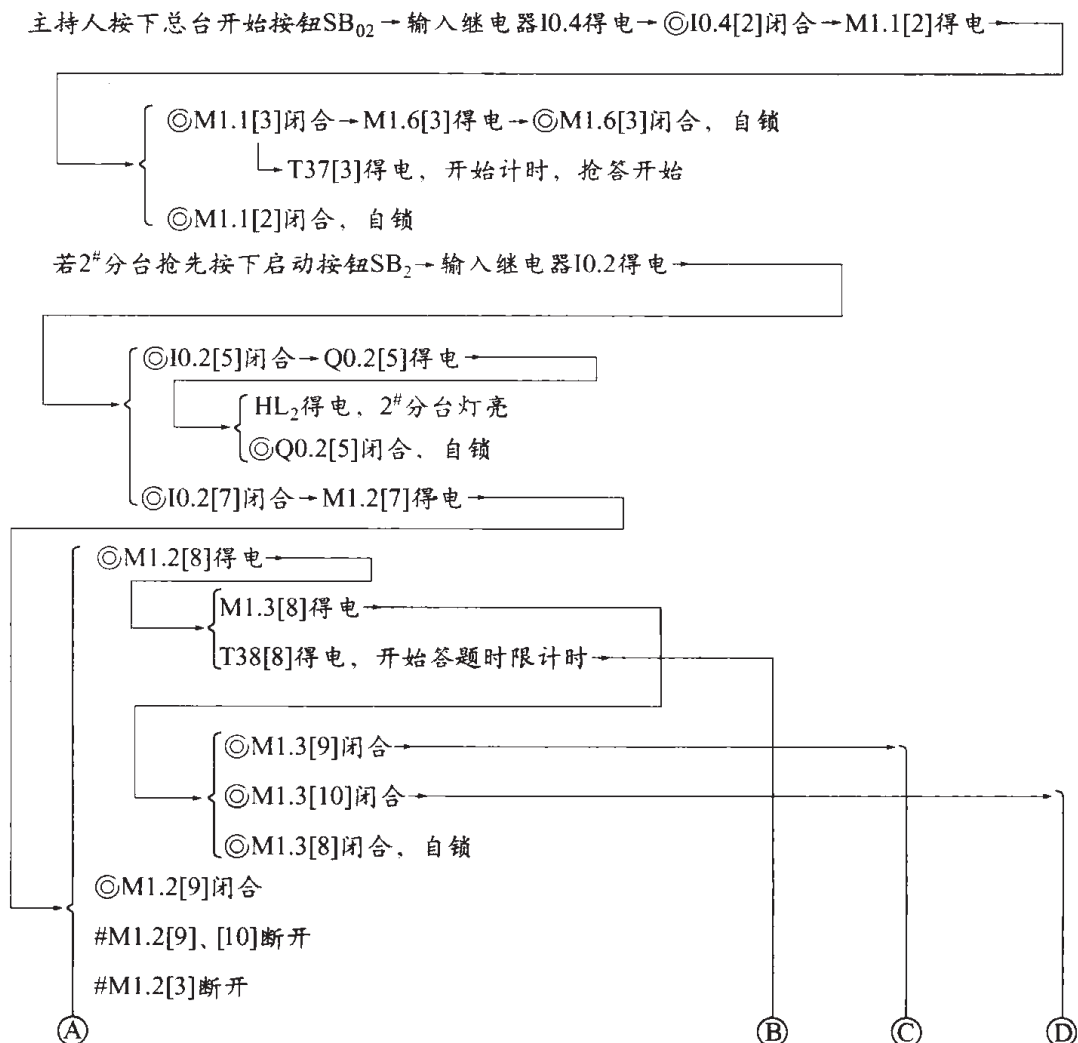 主持人按下总台开始按钮SB₀₂→输入继电器I0.4得电→◎I0.4[2]闭合→M1.1[2]得电→
◎M1.1[3]闭合→M1.6[3]得电→◎M1.6[3]闭合、自锁
→T37[3]得电、开始计时、抢答开始
◎M1.1[2]闭合、自锁
若2#分台抢先按下启动按钮SB₂→输入继电器I0.2得电→
◎I0.2[5]闭合→Q0.2[5]得电→
HL₂得电、2#分台灯亮
◎Q0.2[5]闭合、自锁
◎I0.2[7]闭合→M1.2[7]得电→
◎M1.2[8]得电→
M1.3[8]得电→
T38[8]得电、开始答题时限计时→
◎M1.3[9]闭合→
◎M1.3[10]闭合→
◎M1.3[8]闭合、自锁
◎M1.2[9]闭合
#M1.2[9]、[10]断开
#M1.2[3]断开
Ⓐ Ⓑ Ⓒ Ⓓ